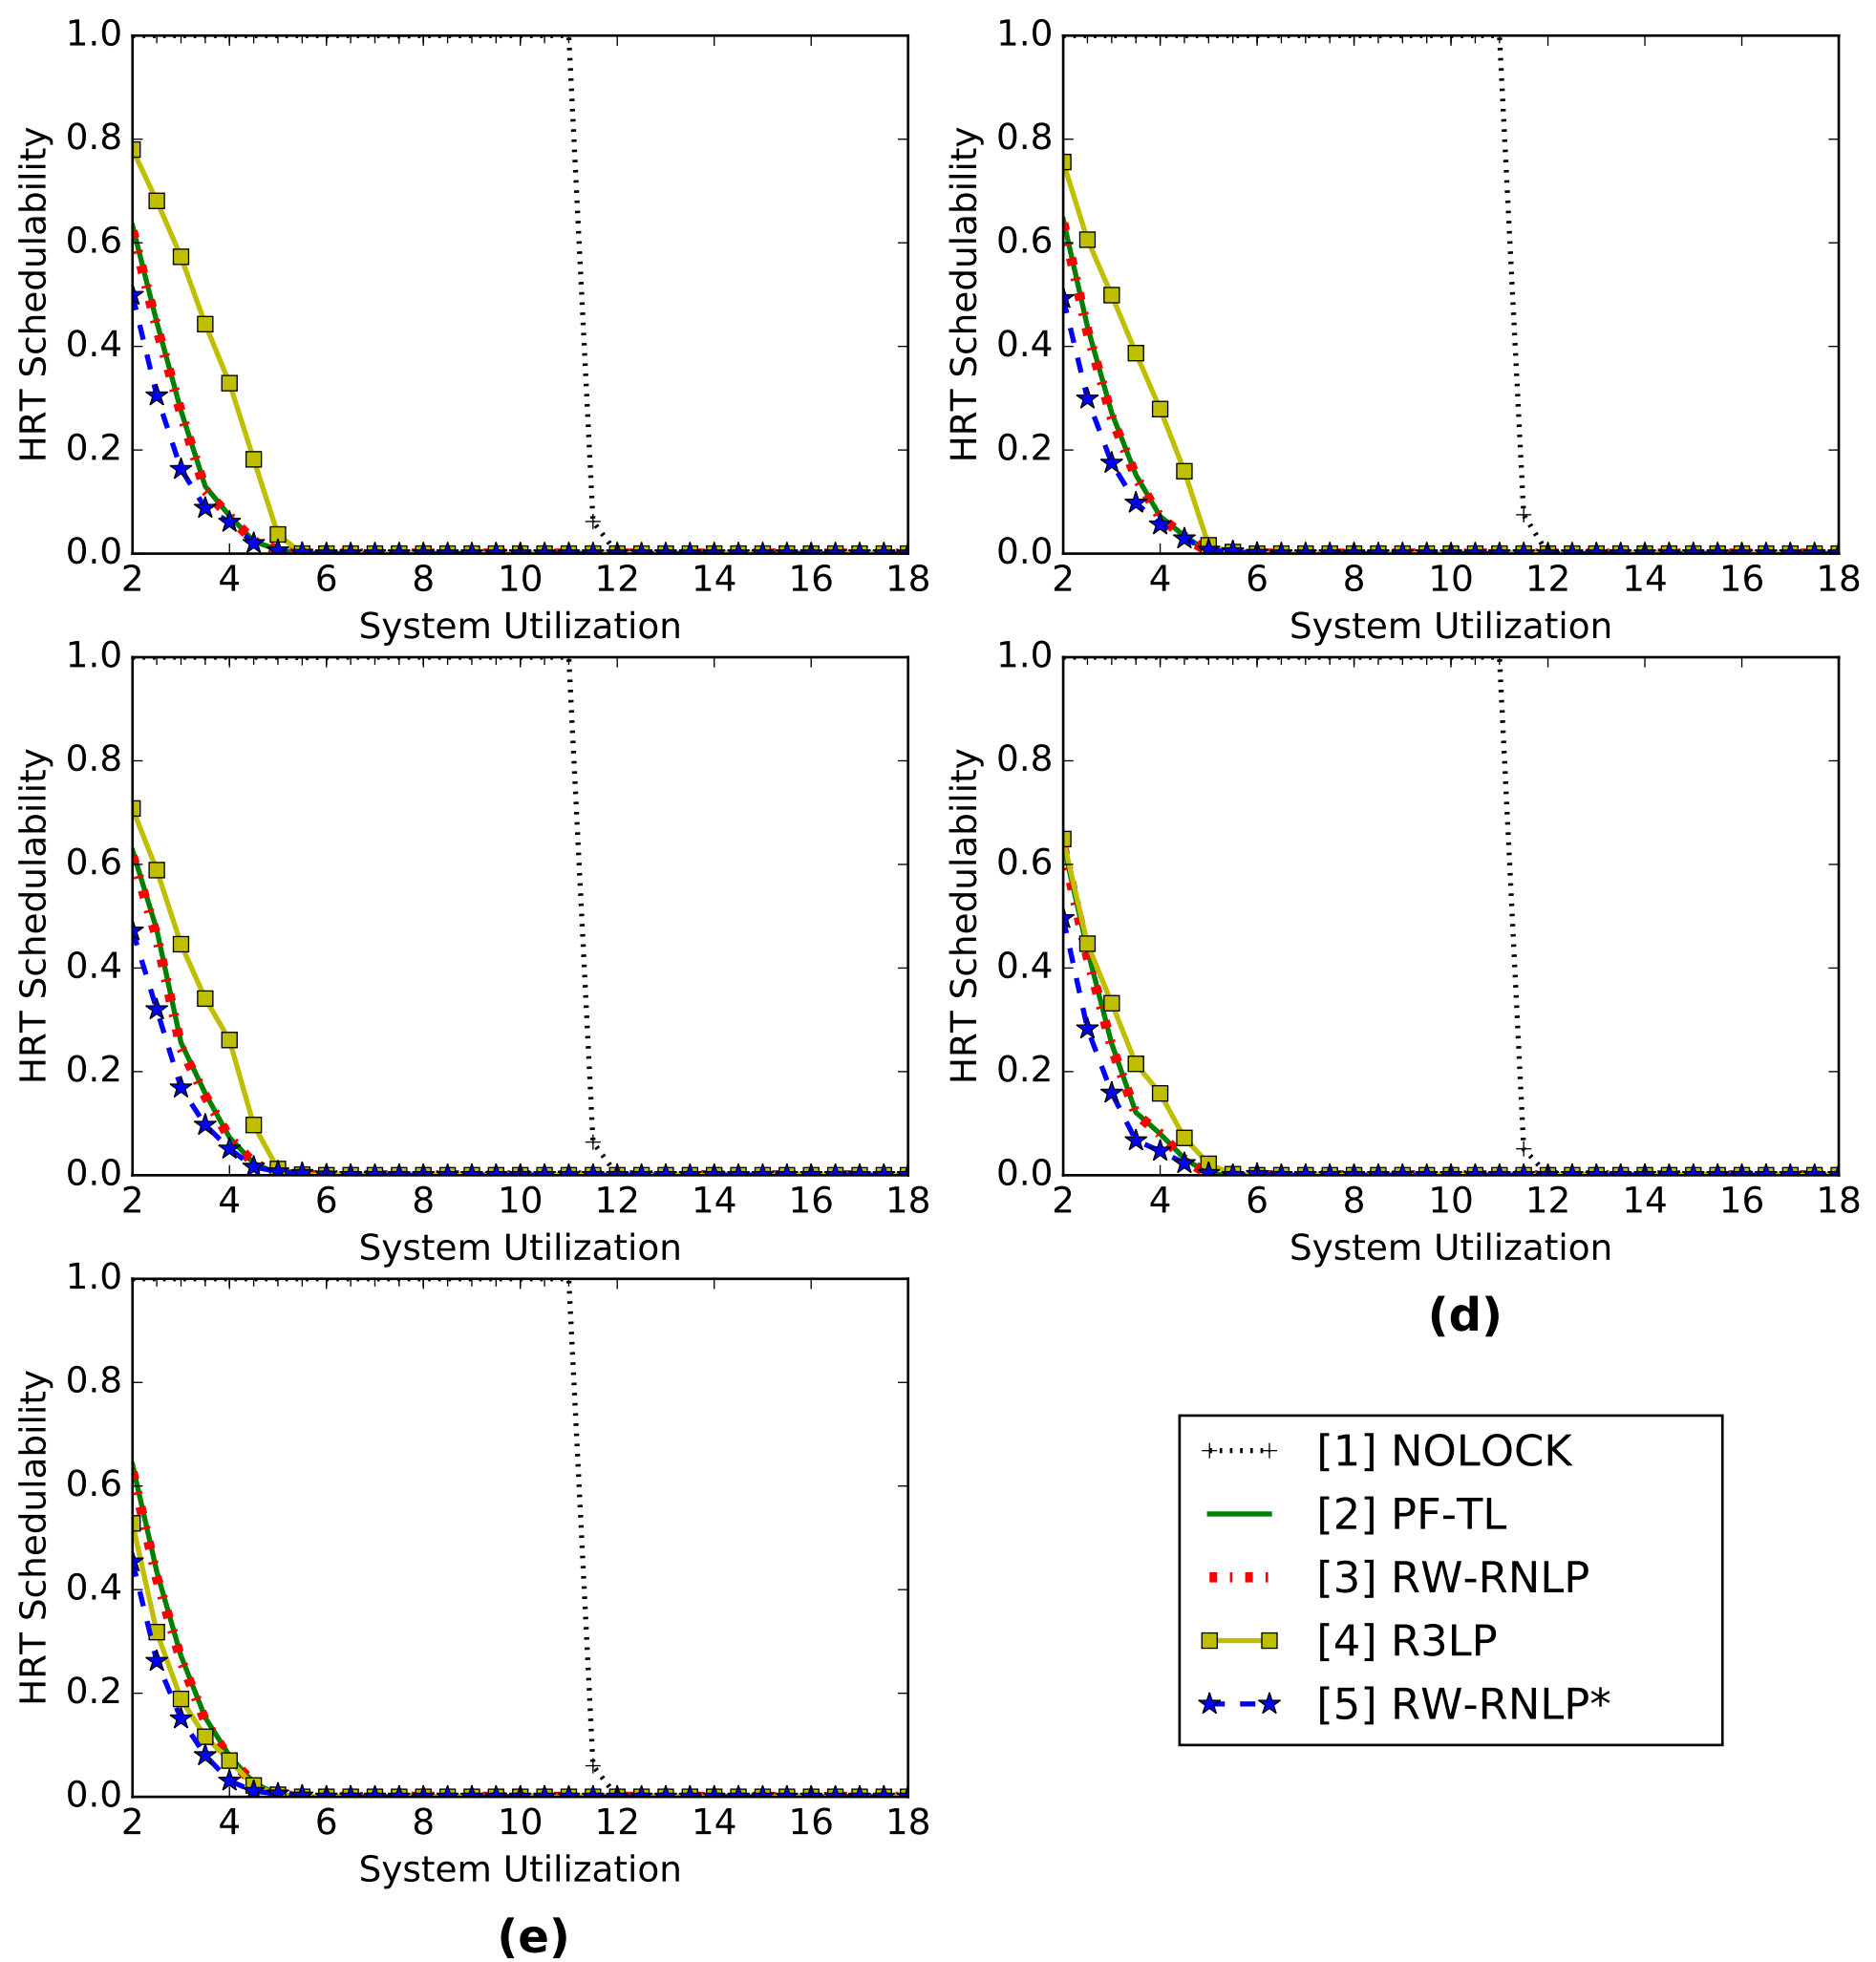 1.0
0.8
0.6
0.4
0.2
0.0
HRT Schedulability
2 4 6 8 10 12 14 16 18
System Utilization
1.0
0.8
0.6
0.4
0.2
0.0
HRT Schedulability
2 4 6 8 10 12 14 16 18
System Utilization
1.0
0.8
0.6
0.4
0.2
0.0
HRT Schedulability
2 4 6 8 10 12 14 16 18
System Utilization
1.0
0.8
0.6
0.4
0.2
0.0
HRT Schedulability
2 4 6 8 10 12 14 16 18
System Utilization
(d)
1.0
0.8
0.6
0.4
0.2
0.0
HRT Schedulability
2 4 6 8 10 12 14 16 18
System Utilization
(e)
[1] NOLOCK
[2] PF-TL
[3] RW-RNLP
[4] R3LP
[5] RW-RNLP*